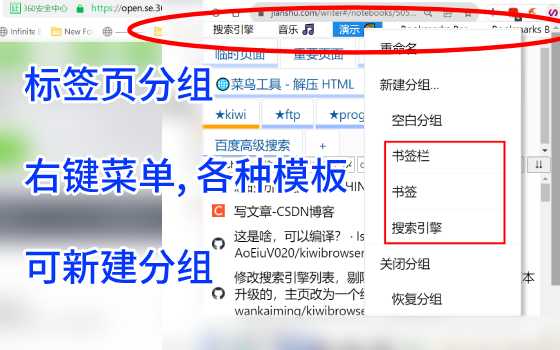 360安全中心 https://open.se.36
jianshu.com/writer#/notebooks/505...
Infinite New Fo
搜索引擎 音乐 演示
Bookmarks B
临时页面 重要页面
重命名
标签页分组
菜鸟工具 - 解压 HTML
新建分组...
★kiwi ★ftp ★prog
空白分组
百度高级搜索 +
书签栏
右键菜单, 各种模板
书签
写文章-CSDN博客
搜索引擎
这是啥，可以编译？ · Is
AoEiuV020/kiwibrowser
可新建分组
关闭分组
修改搜索引擎列表，剔除
本
升级的，主页改为一个纟
恢复分组
wankaiming/kiwibrowse